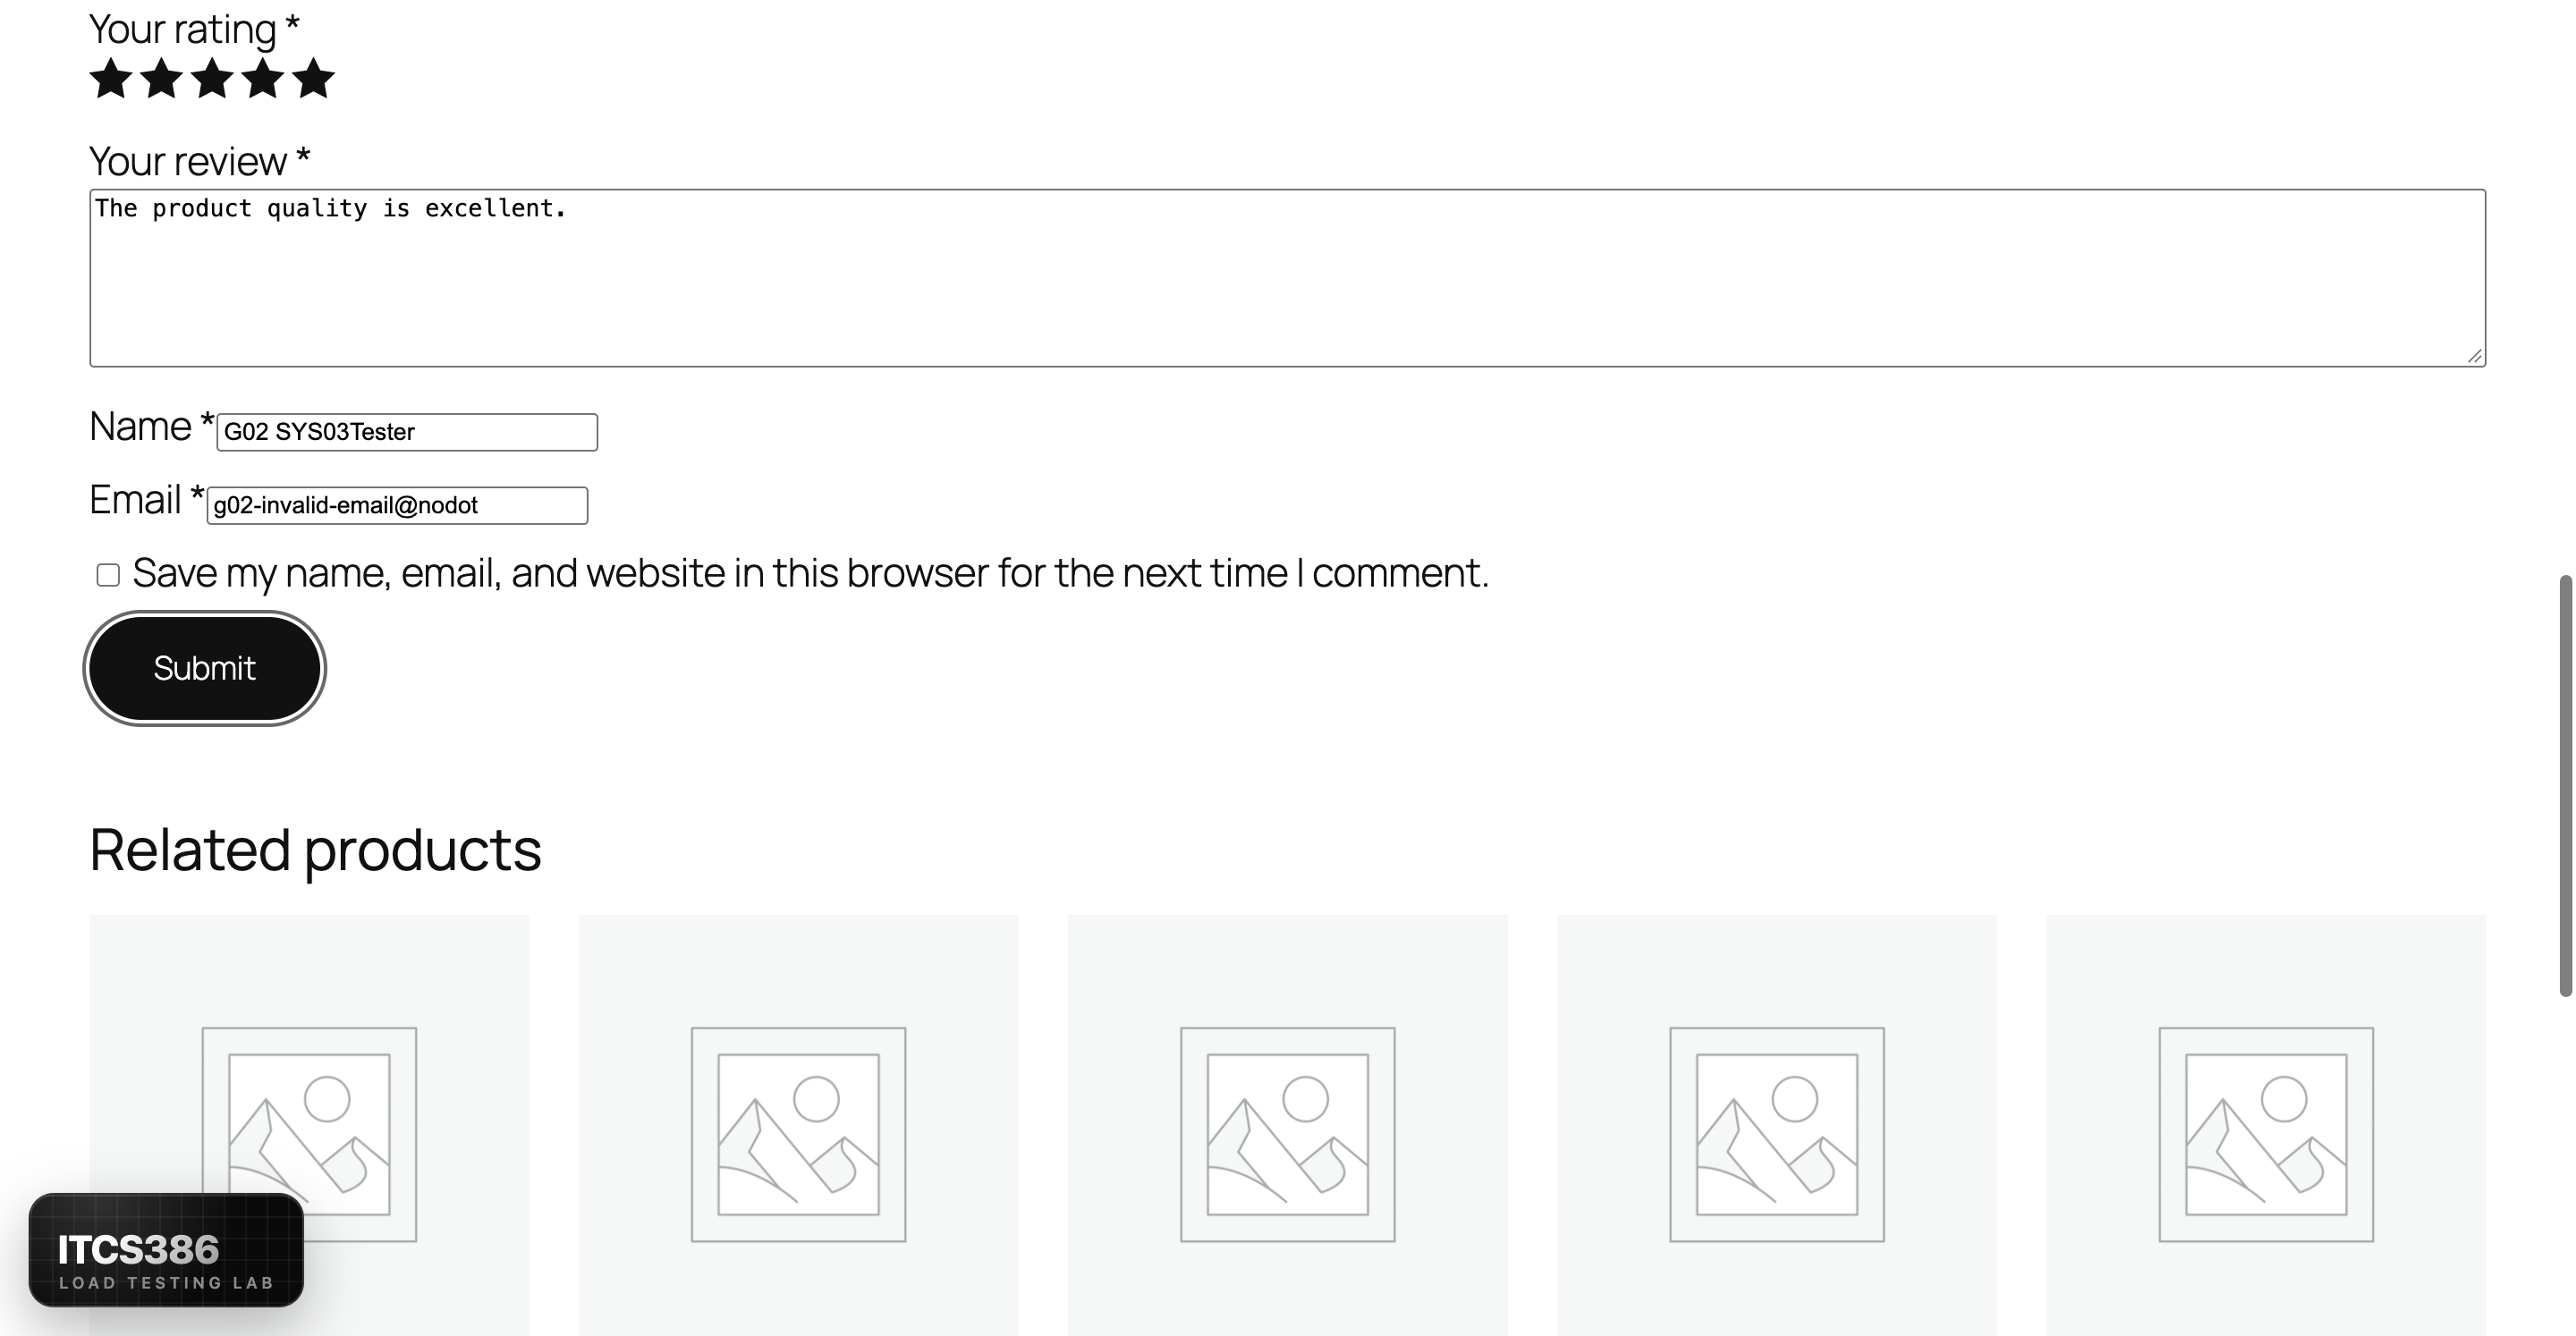 Your rating *
Your review *
The product quality is excellent.
Name * G02 SYS03Tester
Email * g02-invalid-email@nodot
Save my name, email, and website in this browser for the next time I comment.
Submit
Related products
ITCS386
LOAD TESTING LAB